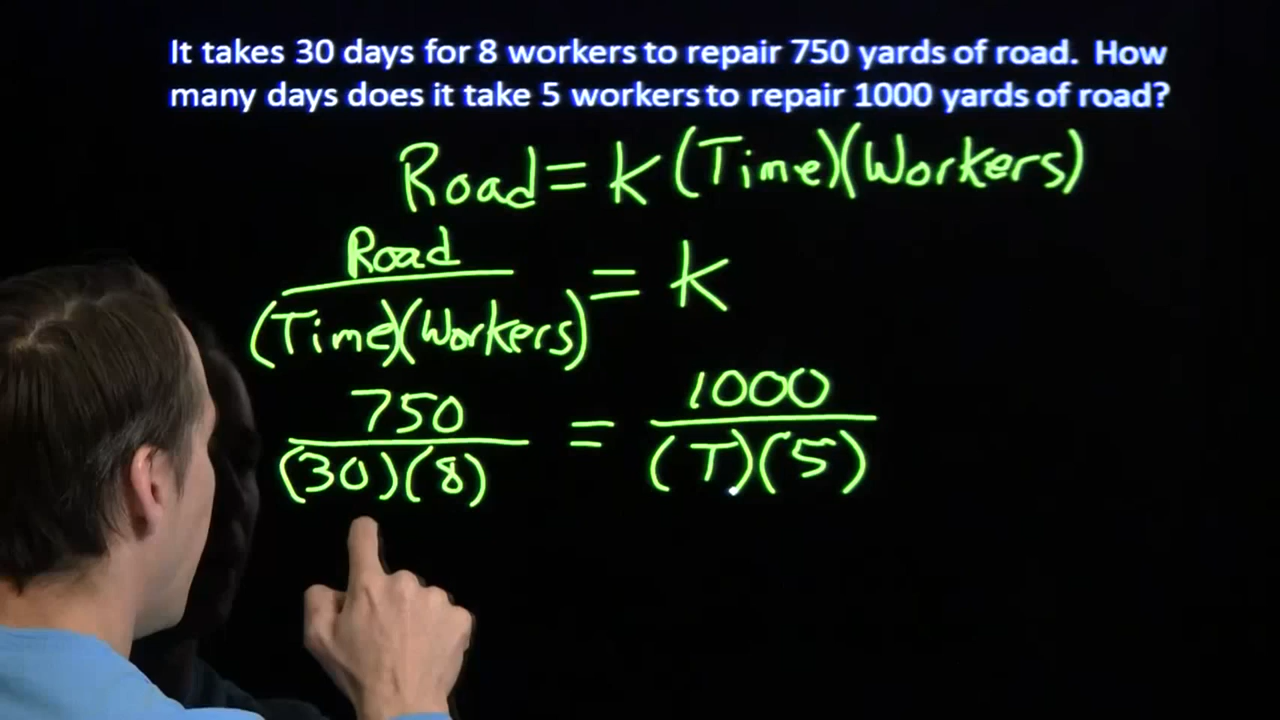 It takes 30 days for 8 workers to repair 750 yards of road. How
many days does it take 5 workers to repair 1000 yards of road?
Road = k (Time)(Workers)
Road
(Time)(Workers) = k
750 = 1000
(30)(8) (T)(5)